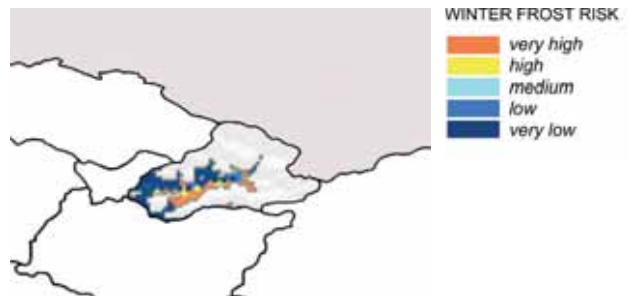 WINTER FROST RISK
very high
high
medium
low
very low